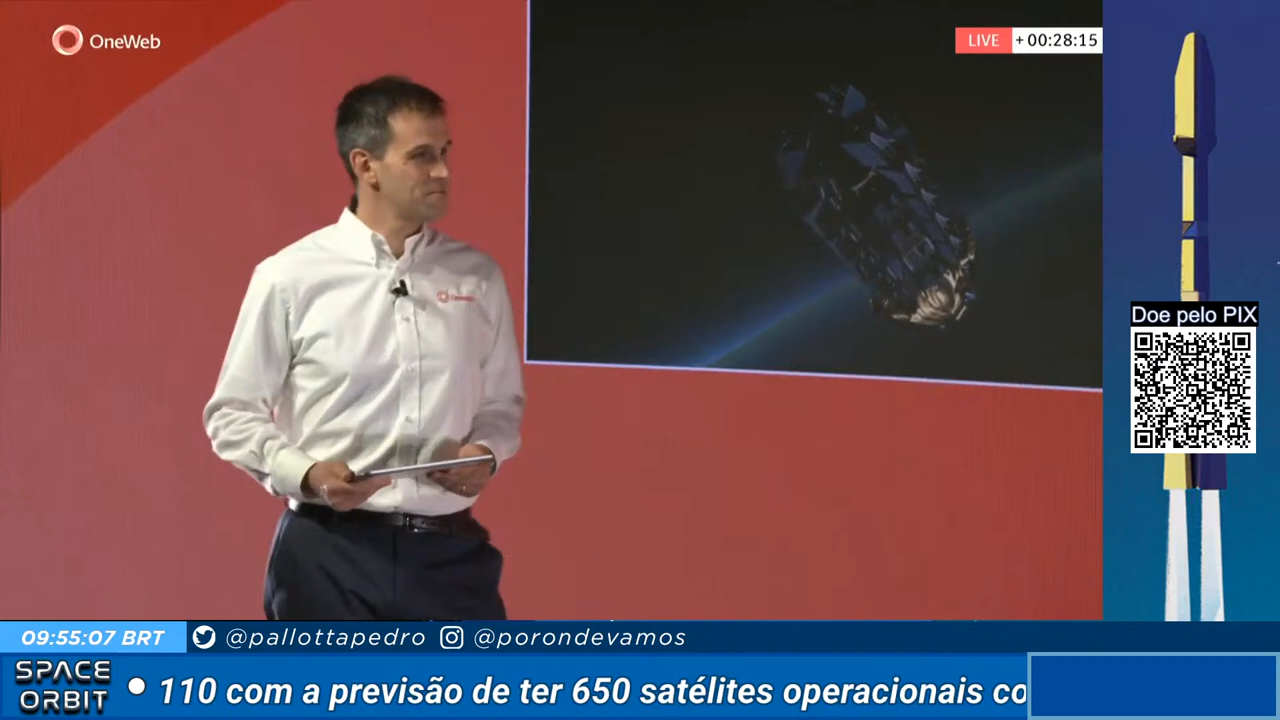 OneWeb
LIVE
+ 00:28:15
Doe pelo PIX
09:55:07 BRT
@pallottapedro
@porondevamos
SPACE
ORBIT
110 com a previsão de ter 650 satélites operacionais co